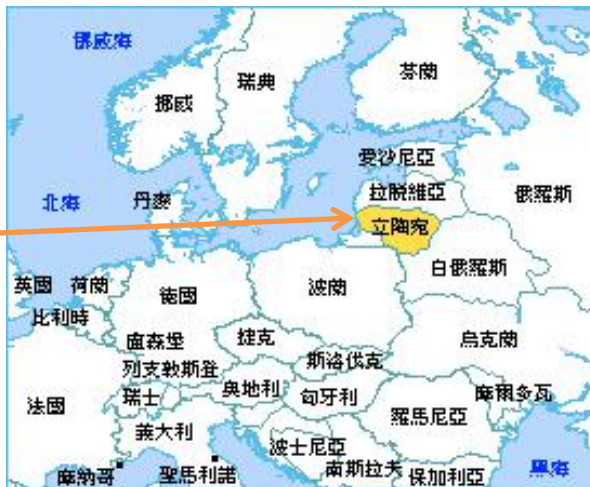 挪威海
瑞典
芬蘭
挪威
愛沙尼亞
北海
丹麥
拉脫維亞
俄羅斯
立陶宛
英國
荷蘭
德國
波蘭
白俄羅斯
比利時
盧森堡
捷克
烏克蘭
列支敦斯登
斯洛伐克
法國
瑞士
奧地利
匈牙利
摩爾多瓦
羅馬尼亞
義大利
波士尼亞
摩納哥
聖馬利諾
南斯拉夫
保加利亞
黑海